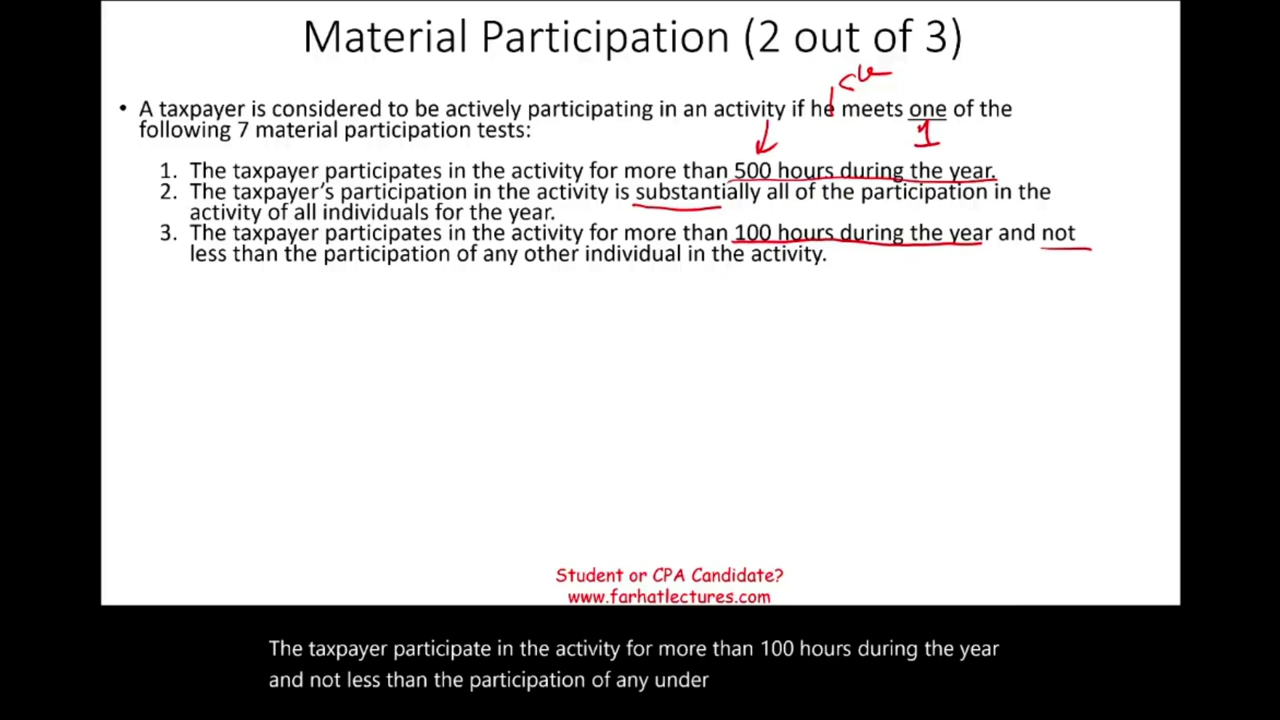 Material Participation (2 out of 3)
she
• A taxpayer is considered to be actively participating in an activity if he meets one of the
following 7 material participation tests:
1
1. The taxpayer participates in the activity for more than 500 hours during the year.
2. The taxpayer's participation in the activity is substantially all of the participation in the
activity of all individuals for the year.
3. The taxpayer participates in the activity for more than 100 hours during the year and not
less than the participation of any other individual in the activity.
Student or CPA Candidate?
www.farhatlectures.com
The taxpayer participate in the activity for more than 100 hours during the year
and not less than the participation of any under